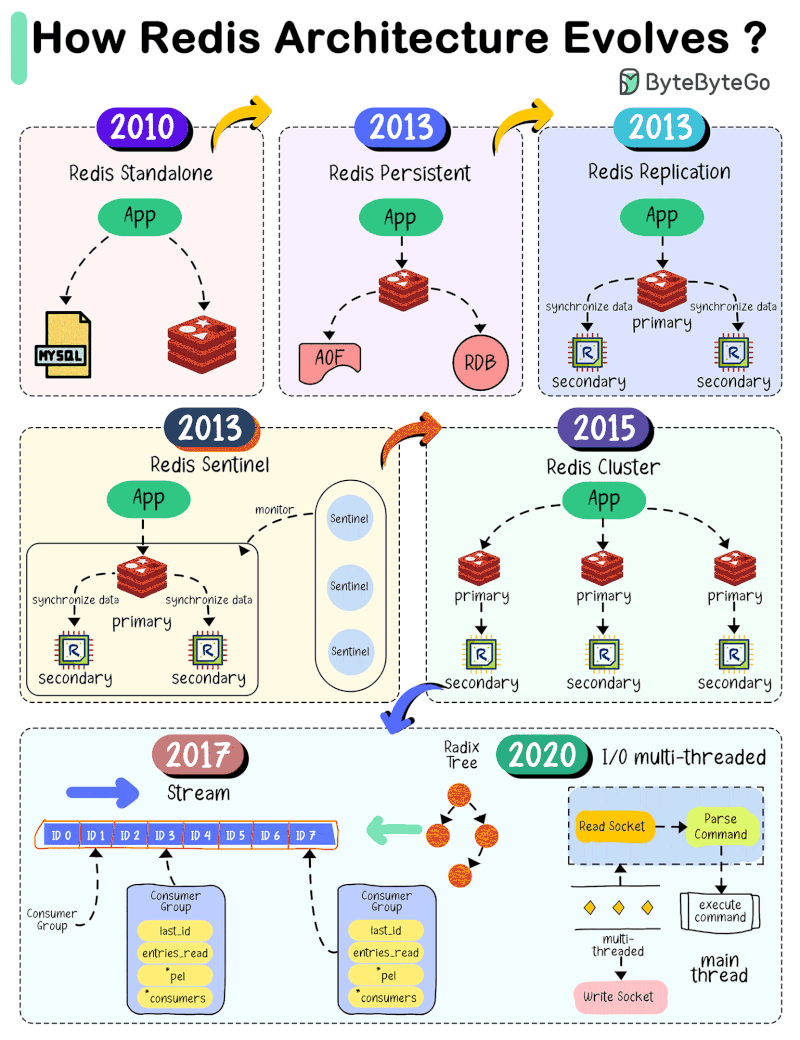 How Redis Architecture Evolves ?
ByteByteGo
2010
Redis Standalone
App
MYSQL
2013
Redis Persistent
App
AOF
RDB
2013
Redis Replication
App
synchronize data
synchronize data
primary
R
R
secondary
secondary
2013
Redis Sentinel
App
monitor
Sentinel
Sentinel
Sentinel
synchronize data
synchronize data
primary
R
R
secondary
secondary
2015
Redis Cluster
App
primary
primary
primary
R
R
R
secondary
secondary
secondary
2017
Stream
ID 0
ID 1
ID 2
ID 3
ID 4
ID 5
ID 6
ID 7
Consumer
Group
Consumer
Group
last_id
entries_read
*pel
*consumers
Consumer
Group
last_id
entries_read
*pel
*consumers
Radix
Tree
2020
I/O multi-threaded
Read Socket
Parse
Command
multi-
threaded
Write Socket
execute
command
main
thread